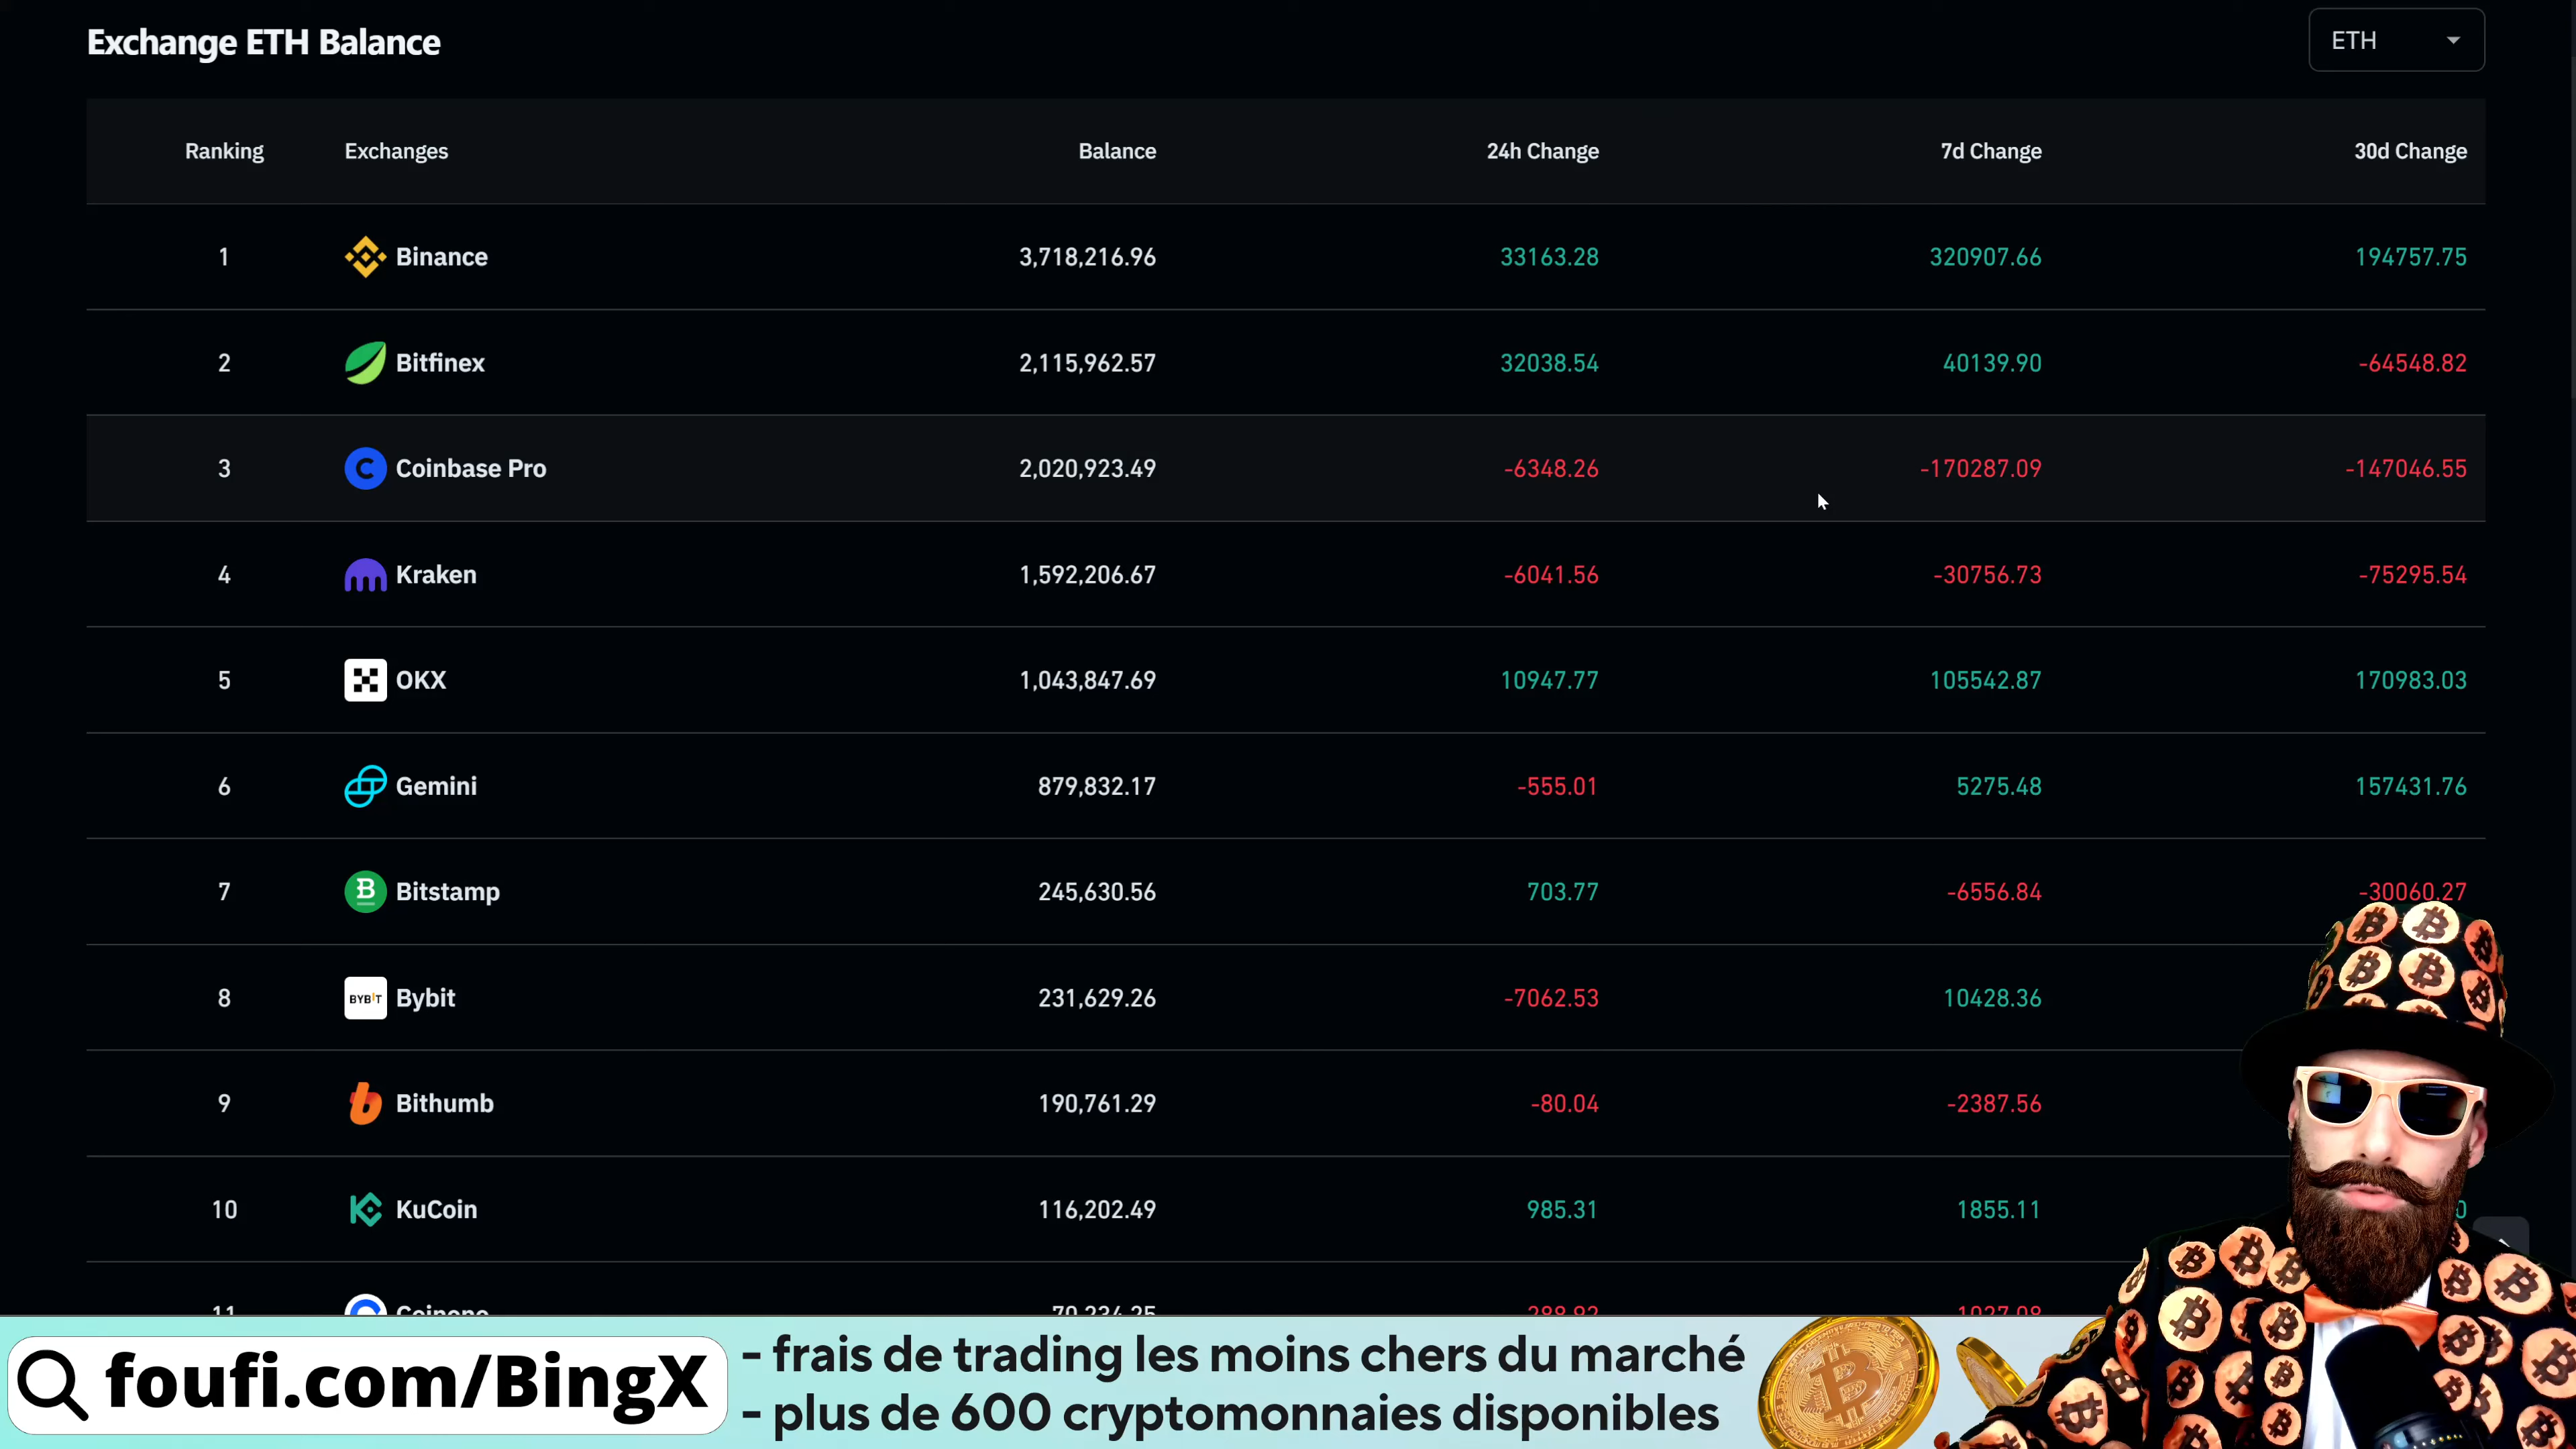 Exchange ETH Balance
ETH
Ranking Exchanges Balance 24h Change 7d Change 30d Change
1 Binance 3,718,216.96 33163.28 320907.66 194757.75
2 Bitfinex 2,115,962.57 32038.54 40139.90 -64548.82
3 Coinbase Pro 2,020,923.49 -6348.26 -170287.09 -147046.55
4 Kraken 1,592,206.67 -6041.56 -30756.73 -75295.54
5 OKX 1,043,847.69 10947.77 105542.87 170983.03
6 Gemini 879,832.17 -555.01 5275.48 157431.76
7 Bitstamp 245,630.56 703.77 -6556.84 -30060.27
8 BYBIT Bybit 231,629.26 -7062.53 10428.36
9 Bithumb 190,761.29 -80.04 -2387.56
10 KuCoin 116,202.49 985.31 1855.11
11
foufi.com/BingX
- frais de trading les moins chers du marché
- plus de 600 cryptomonnaies disponibles